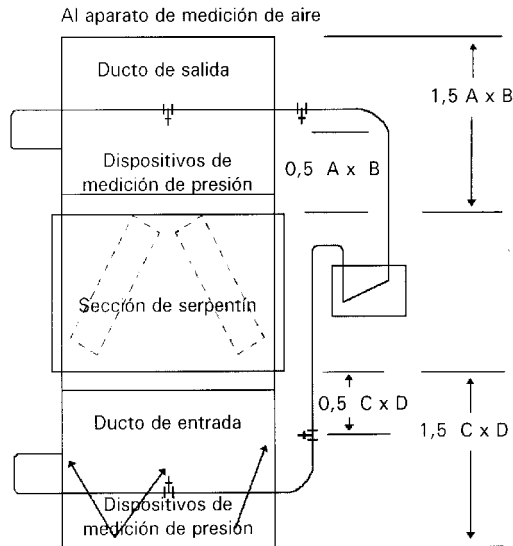 Al aparato de medición de aire
Ducto de salida
1,5 A x B
Dispositivos de
medición de presión
0,5 A x B
Sección de serpentín
0,5 C x D
Ducto de entrada
1,5 C x D
Dispositivos de
medición de presión